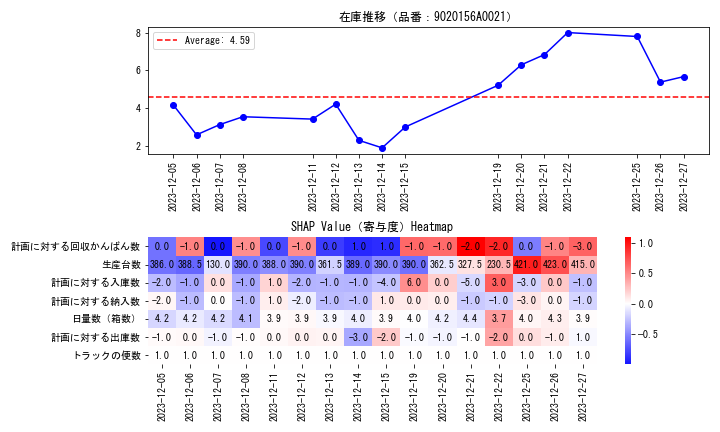 在庫推移（品番：9020156A0021）
8
6
4
2
Average: 4.59
2023-12-05 2023-12-06 2023-12-07 2023-12-08 2023-12-11 2023-12-12 2023-12-13 2023-12-14 2023-12-15 2023-12-19 2023-12-20 2023-12-21 2023-12-22 2023-12-25 2023-12-26 2023-12-27
SHAP Value（寄与度）Heatmap
計画に対する回収かんばん数 0.0 -1.0 0.0 -1.0 0.0 -1.0 0.0 1.0 1.0 -1.0 -1.0 -2.0 -2.0 0.0 -1.0 -3.0
生産台数 386.0 388.5 130.0 390.0 388.0 390.0 361.5 389.0 390.0 390.0 362.5 327.5 230.5 421.0 423.0 415.0
計画に対する入庫数 -2.0 -1.0 0.0 -1.0 1.0 -2.0 -1.0 -1.0 -4.0 6.0 0.0 -5.0 3.0 -3.0 0.0 -1.0
計画に対する納入数 -2.0 -1.0 0.0 -1.0 1.0 -2.0 -1.0 -1.0 1.0 0.0 0.0 -1.0 -1.0 -3.0 0.0 -1.0
日量数（箱数） 4.2 4.2 4.2 4.1 3.9 3.9 3.9 4.0 3.9 4.0 4.2 4.4 3.7 4.0 4.3 3.9
計画に対する出庫数 -1.0 0.0 -1.0 -1.0 0.0 0.0 0.0 -3.0 -2.0 -1.0 -1.0 -1.0 -2.0 0.0 -1.0 1.0
トラックの便数 1.0 1.0 1.0 1.0 1.0 1.0 1.0 1.0 1.0 1.0 1.0 1.0 1.0 1.0 1.0 1.0
2023-12-05 2023-12-06 2023-12-07 2023-12-08 2023-12-11 2023-12-12 2023-12-13 2023-12-14 2023-12-15 2023-12-19 2023-12-20 2023-12-21 2023-12-22 2023-12-25 2023-12-26 2023-12-27
1.0
0.5
0.0
-0.5